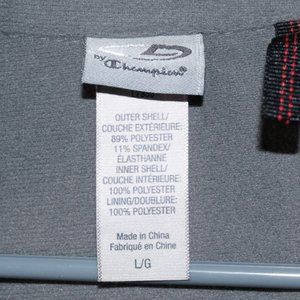 by Champion
OUTER SHELL/
COUCHE EXTÉRIEURE:
89% POLYESTER
11% SPANDEX/
ÉLASTHANNE
INNER SHELL/
COUCHE INTÉRIEURE:
100% POLYESTER
LINING/DOUBLURE:
100% POLYESTER
Made in China
Fabriqué en Chine
L/G